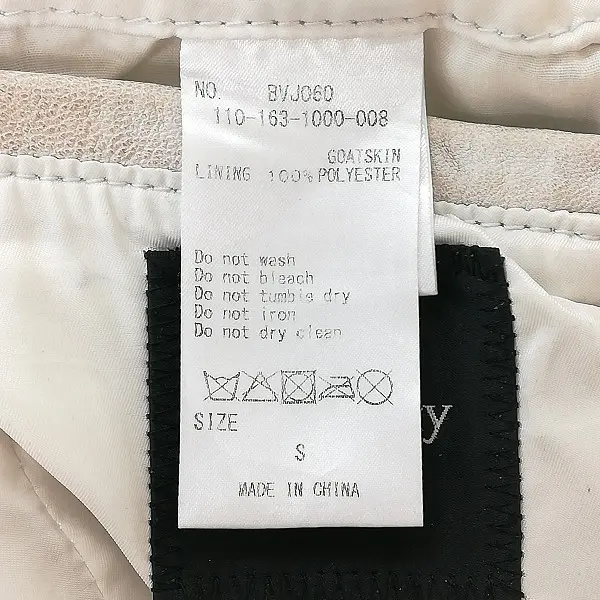 NO. BVJ060
110-163-1000-008
GOATSKIN
LINING 100% POLYESTER
Do not wash
Do not bleach
Do not tumble dry
Do not iron
Do not dry clean
SIZE
S
MADE IN CHINA